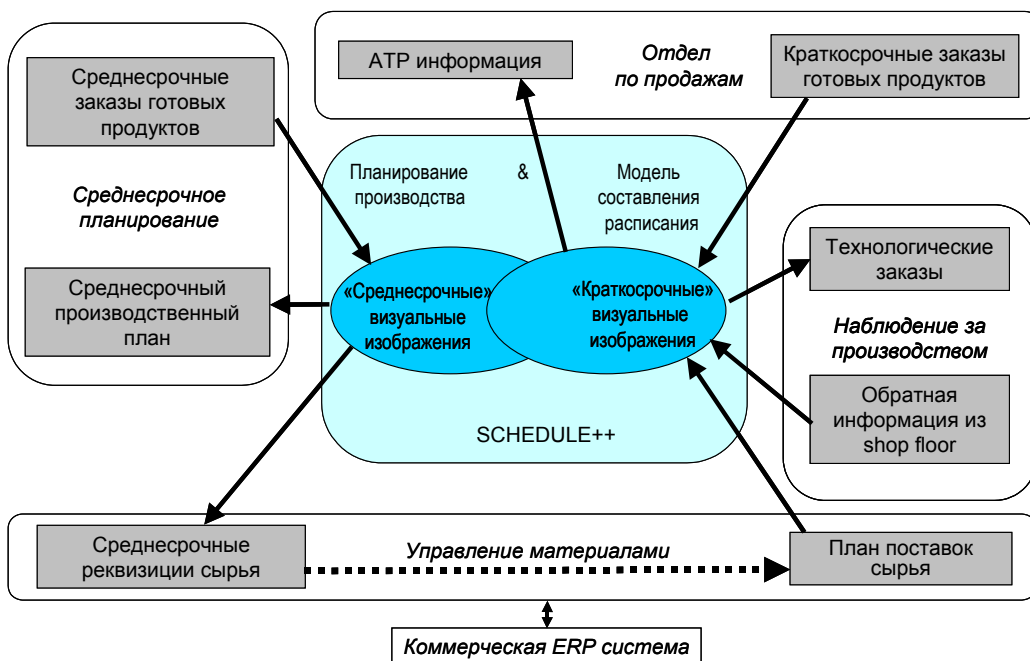 Среднесрочные
заказы готовых
продуктов
Среднесрочное
планирование
Среднесрочный
производственный
план
АТР информация
Отдел
по продажам
Краткосрочные заказы
готовых продуктов
Планирование
производства
&
Модель
составления
расписания
«Среднесрочные»
визуальные
изображения
«Краткосрочные»
визуальные
изображения
SCHEDULE++
Технологические
заказы
Наблюдение за
производством
Обратная
информация из
shop floor
Среднесрочные
реквизиции сырья
Управление материалами
План поставок
сырья
Коммерческая ERP система